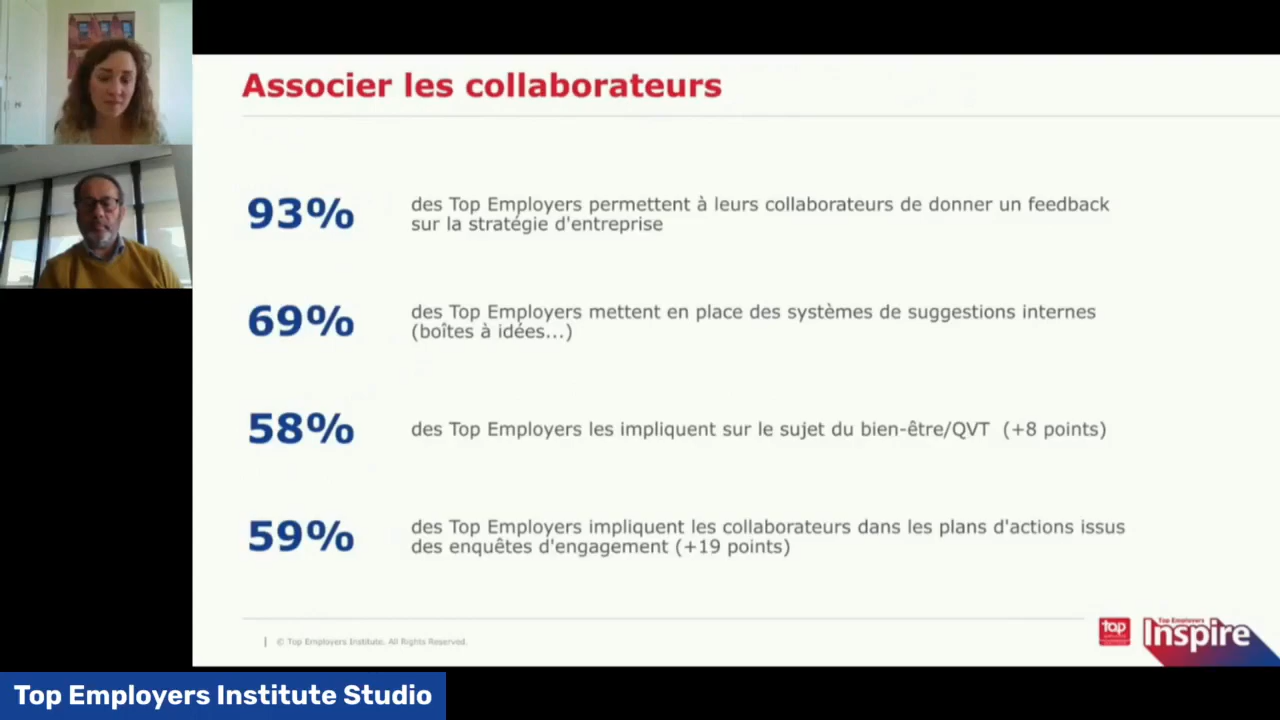 Associer les collaborateurs
93%
des Top Employers permettent à leurs collaborateurs de donner un feedback
sur la stratégie d'entreprise
69%
des Top Employers mettent en place des systèmes de suggestions internes
(boîtes à idées...)
58%
des Top Employers les impliquent sur le sujet du bien-être/QVT (+8 points)
59%
des Top Employers impliquent les collaborateurs dans les plans d'actions issus
des enquêtes d'engagement (+19 points)
© Top Employers Institute. All Rights Reserved.
top
Top Employers
Inspire
Top Employers Institute Studio